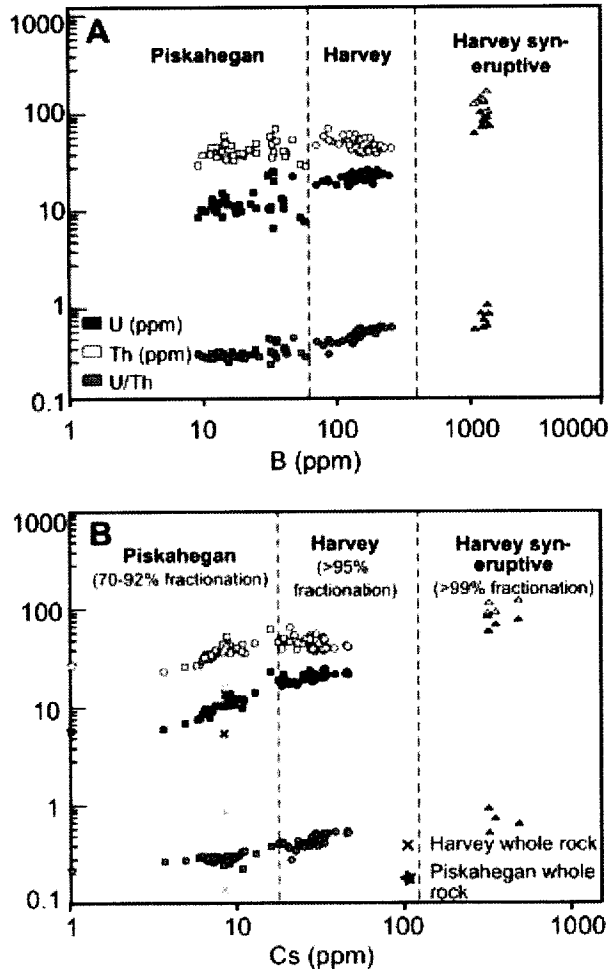 1000
A
Piskahegan
Harvey
Harvey syn-
eruptive
100
10
1
U (ppm)
Th (ppm)
U/Th
0.1
1
10
100
1000
10000
B (ppm)
1000
B
Piskahegan
(70-92% fractionation)
Harvey
(>95%
fractionation)
Harvey syn-
eruptive
(>99% fractionation)
100
10
1
Harvey whole rock
Piskahegan whole
rock
0.1
1
10
100
1000
Cs (ppm)